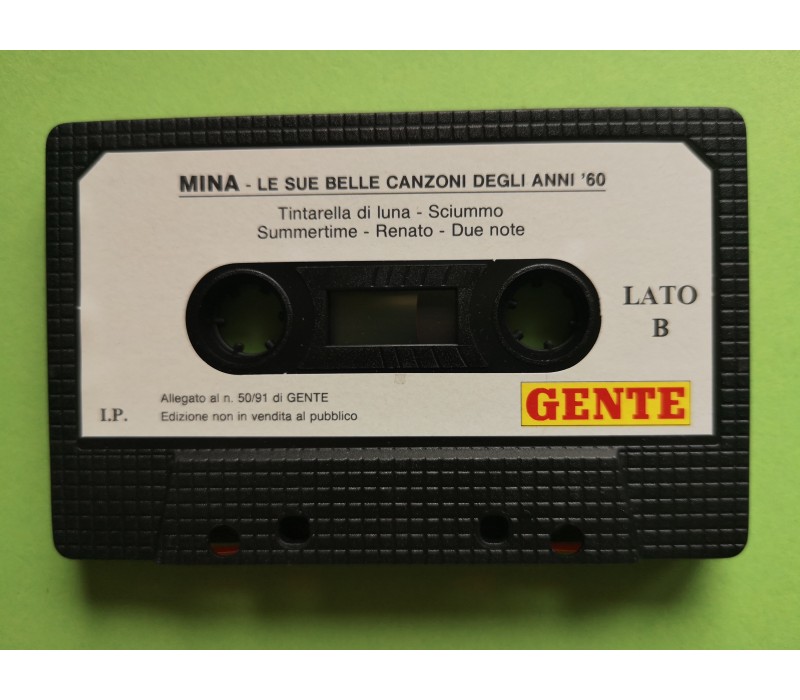 MINA - LE SUE BELLE CANZONI DEGLI ANNI '60
Tintarella di luna - Sciummo
Summertime - Renato - Due note
LATO
B
I.P.
Allegato al n. 50/91 di GENTE
Edizione non in vendita al pubblico
GENTE